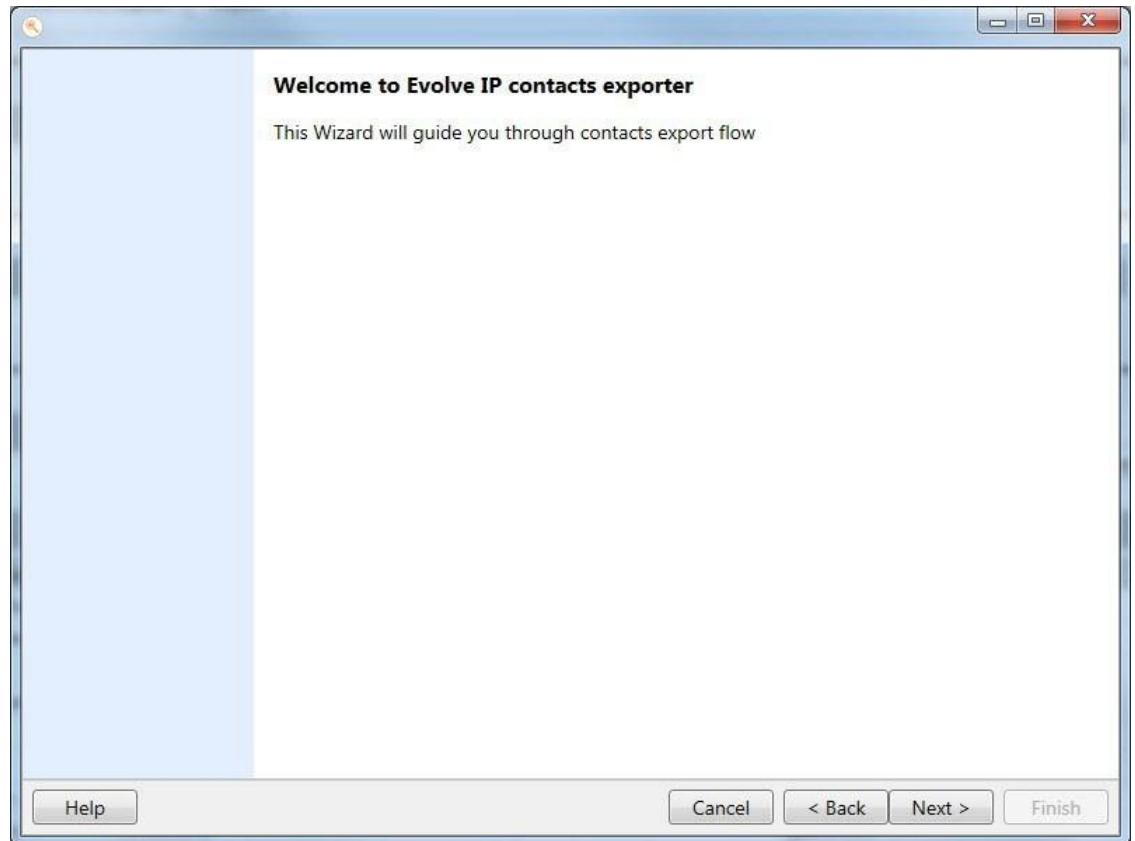 Welcome to Evolve IP contacts exporter
This Wizard will guide you through contacts export flow
Help
Cancel
< Back
Next >
Finish